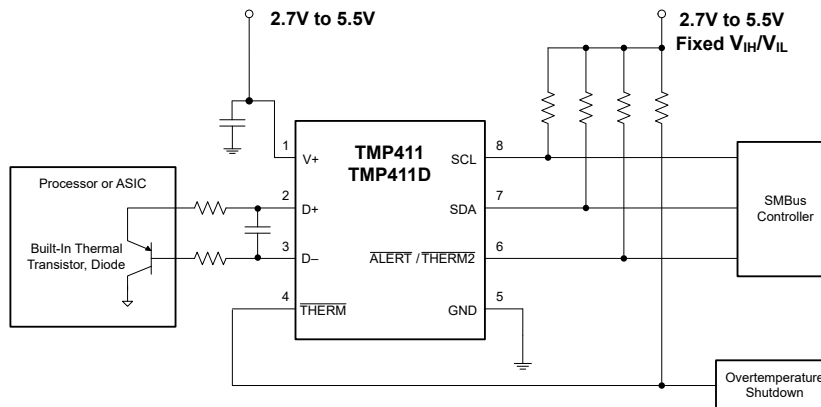 2.7V to 5.5V
2.7V to 5.5V
Fixed VIH/VIL
Processor or ASIC
Built-In Thermal
Transistor, Diode
TMP411
TMP411D
1
V+
2
D+
3
D–
4
THERM
8
SCL
7
SDA
6
ALERT / THERM2
5
GND
SMBus
Controller
Overtemperature
Shutdown